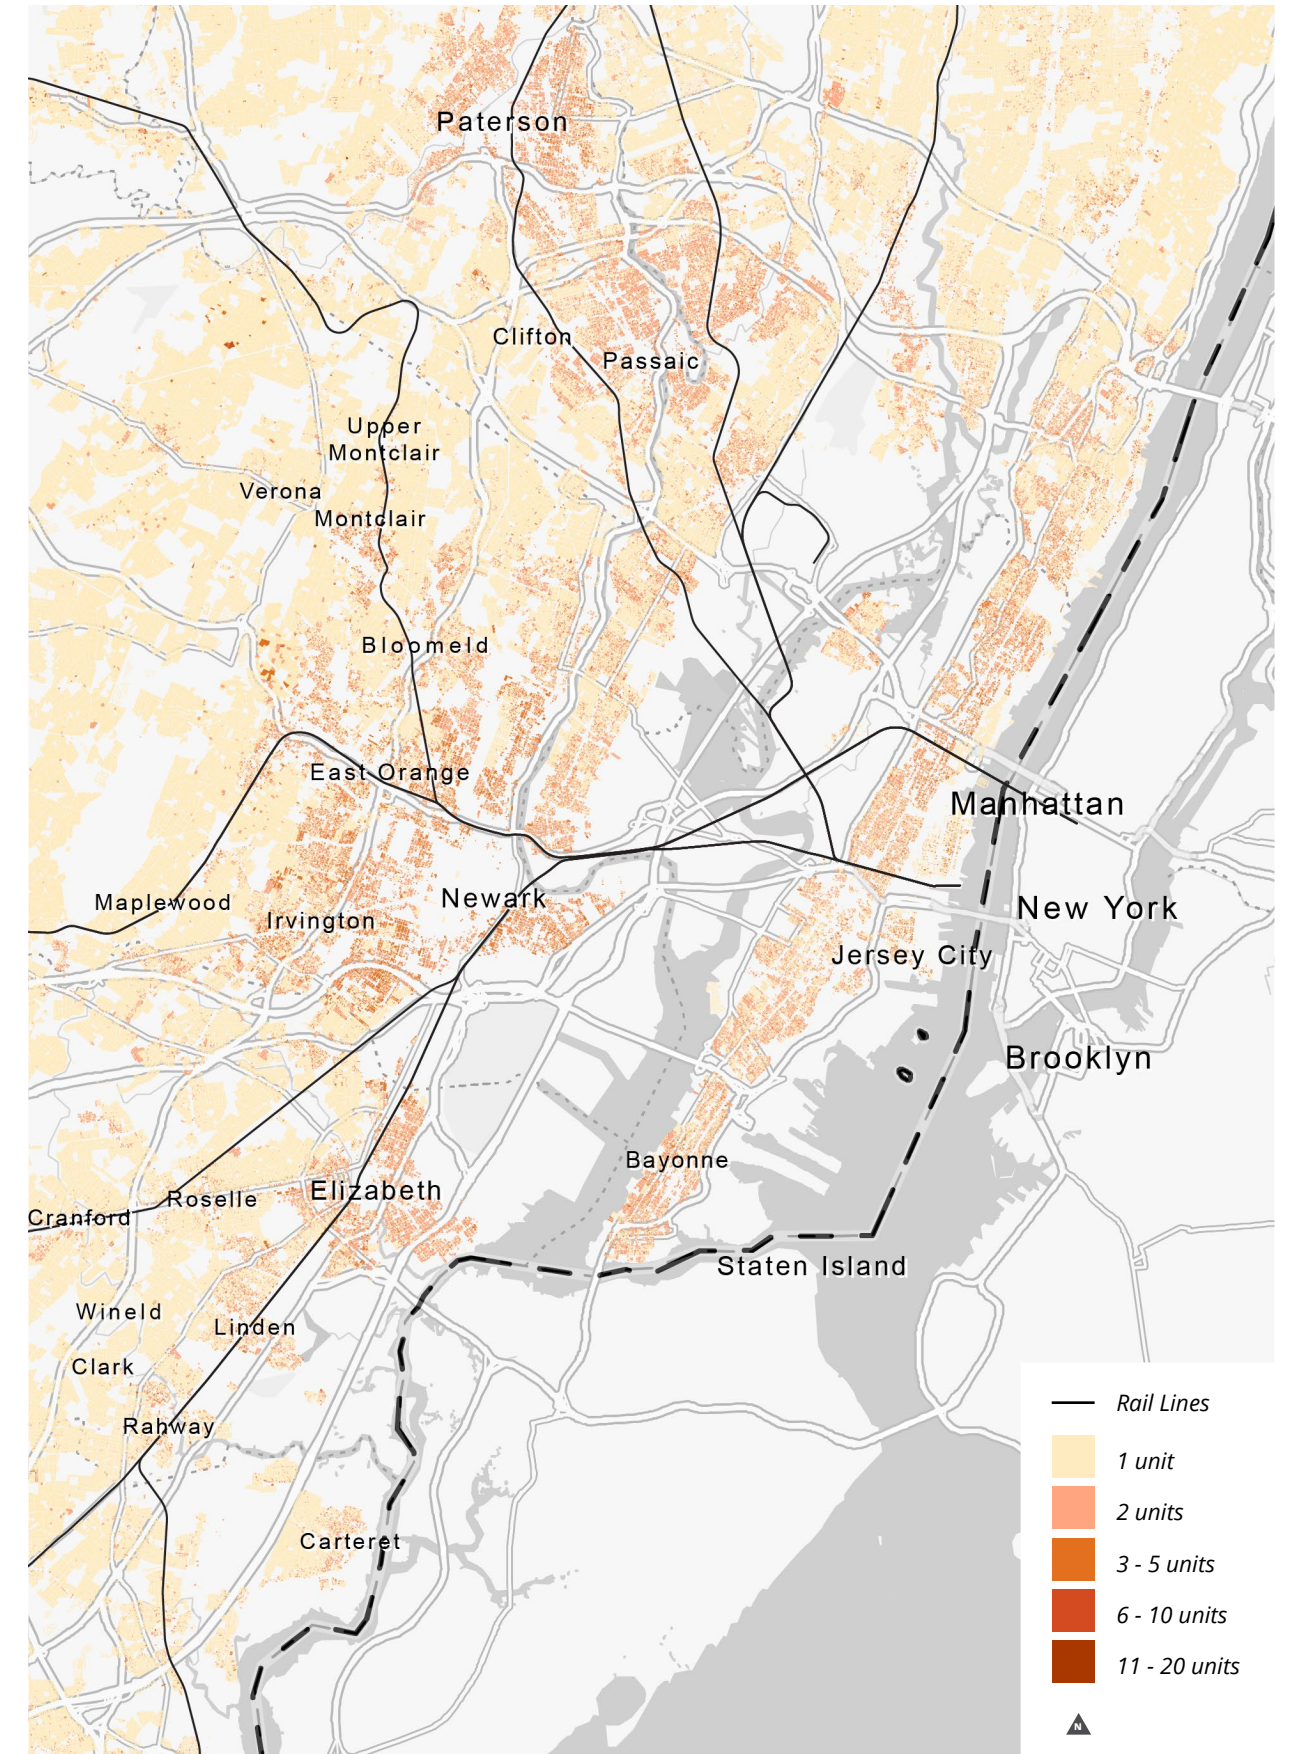 Paterson
Clifton
Passaic
Upper
Montclair
Verona
Montclair
Bloomeld
East Orange
Manhattan
Maplewood
Newark
New York
Irvington
Jersey City
Brooklyn
Bayonne
Elizabeth
Roselle
Cranford
Staten Island
Wineld
Linden
Clark
Rahway
Carteret
Rail Lines
1 unit
2 units
3 - 5 units
6 - 10 units
11 - 20 units
N